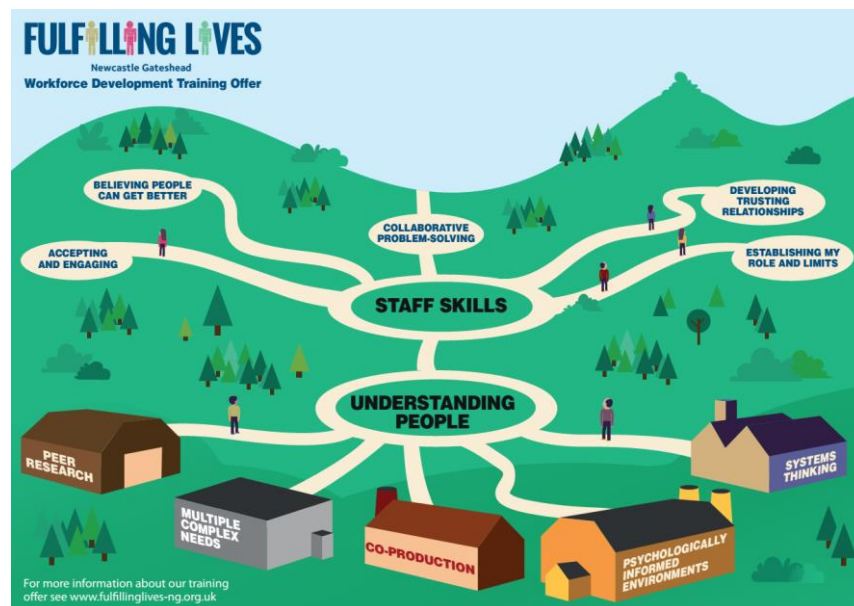 FULFILLING LIVES
Newcastle Gateshead
Workforce Development Training Offer
BELIEVING PEOPLE
CAN GET BETTER
COLLABORATIVE
PROBLEM-SOLVING
DEVELOPING
TRUSTING
RELATIONSHIPS
ACCEPTING
AND ENGAGING
ESTABLISHING MY
ROLE AND LIMITS
STAFF SKILLS
UNDERSTANDING
PEOPLE
PEER
RESEARCH
MULTIPLE
COMPLEX
NEEDS
CO-PRODUCTION
PSYCHOLOGICALLY
INFORMED
ENVIRONMENTS
SYSTEMS
THINKING
For more information about our training
offer see www.fulfillinglives-ng.org.uk